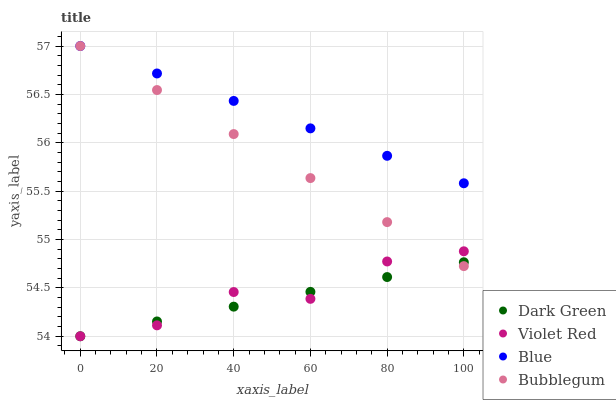 title
57
56.5
56
55.5
55
54.5
54
yaxis_label
0 20 40 60 80 100
xaxis_label
Dark Green
Violet Red
Blue
Bubblegum